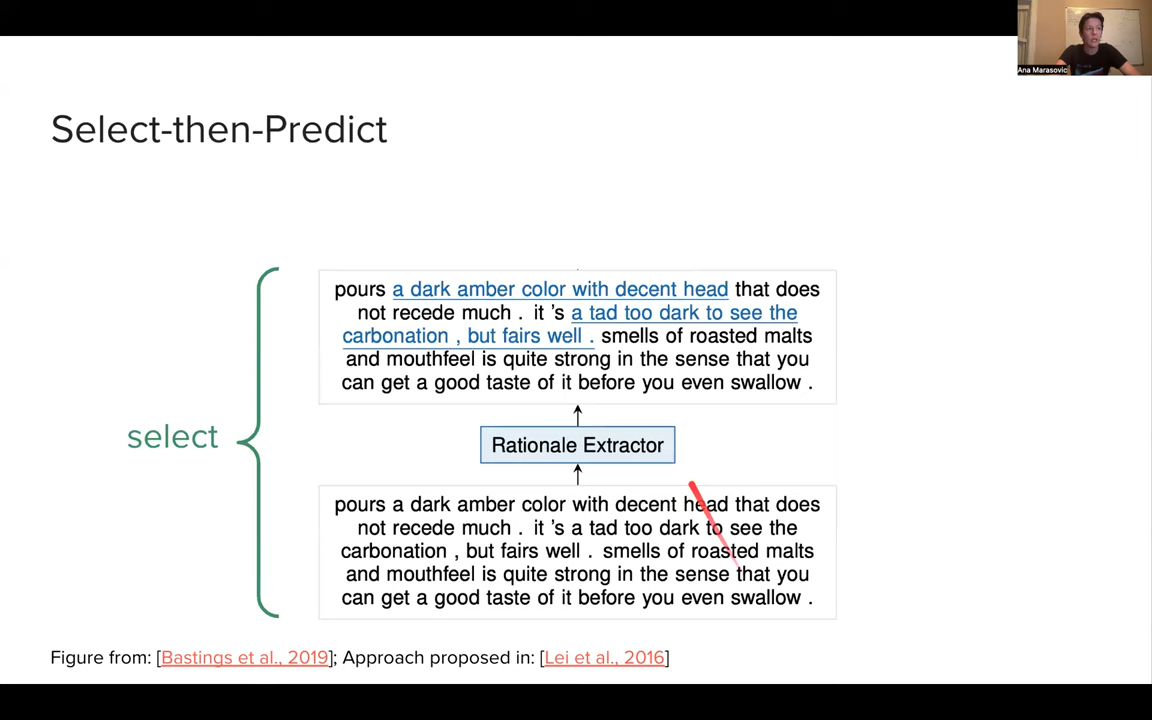 Ana Marasovic
Select-then-Predict
pours a dark amber color with decent head that does
not recede much . it 's a tad too dark to see the
carbonation , but fairs well . smells of roasted malts
and mouthfeel is quite strong in the sense that you
can get a good taste of it before you even swallow .
select
Rationale Extractor
pours a dark amber color with decent head that does
not recede much . it 's a tad too dark to see the
carbonation , but fairs well . smells of roasted malts
and mouthfeel is quite strong in the sense that you
can get a good taste of it before you even swallow .
Figure from: [Bastings et al., 2019]; Approach proposed in: [Lei et al., 2016]